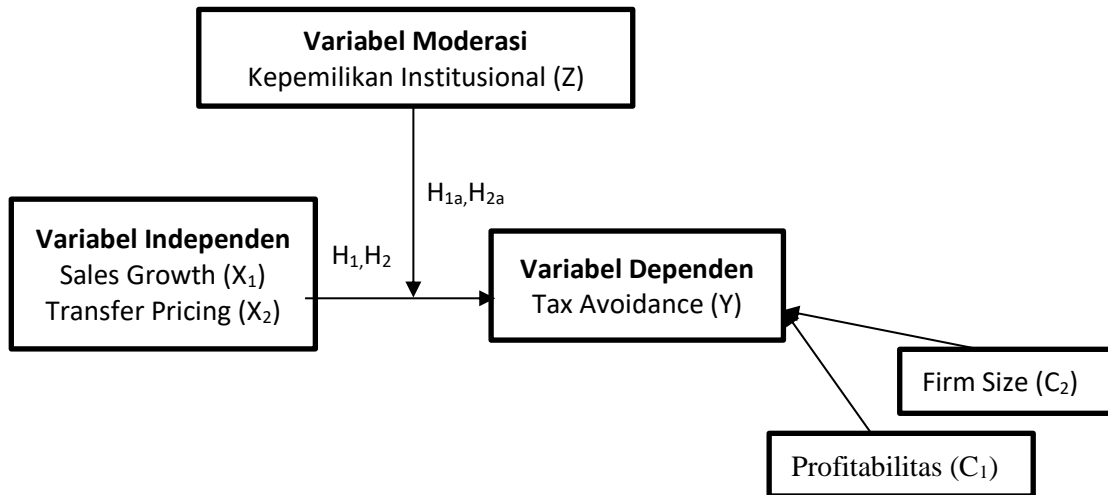 Variabel Moderasi
Kepemilikan Institusional (Z)
H₁ₐ,H₂ₐ
Variabel Independen
Sales Growth (X₁)
Transfer Pricing (X₂)
H₁,H₂
Variabel Dependen
Tax Avoidance (Y)
Firm Size (C₂)
Profitabilitas (C₁)